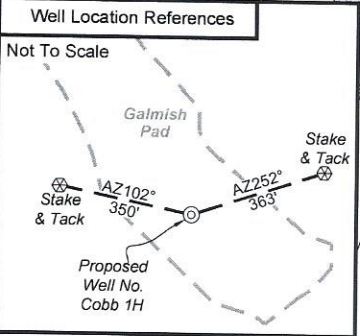 Well Location References
Not To Scale
Galmish
Pad
Stake
& Tack
AZ102°
350'
AZ252°
363'
Stake
& Tack
Proposed
Well No.
Cobb 1H